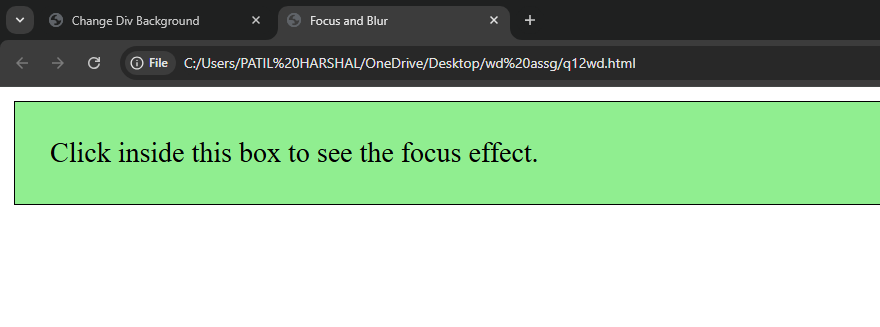 Change Div Background
Focus and Blur
File
C:/Users/PATIL%20HARSHAL/OneDrive/Desktop/wd%20assg/q12wd.html
Click inside this box to see the focus effect.